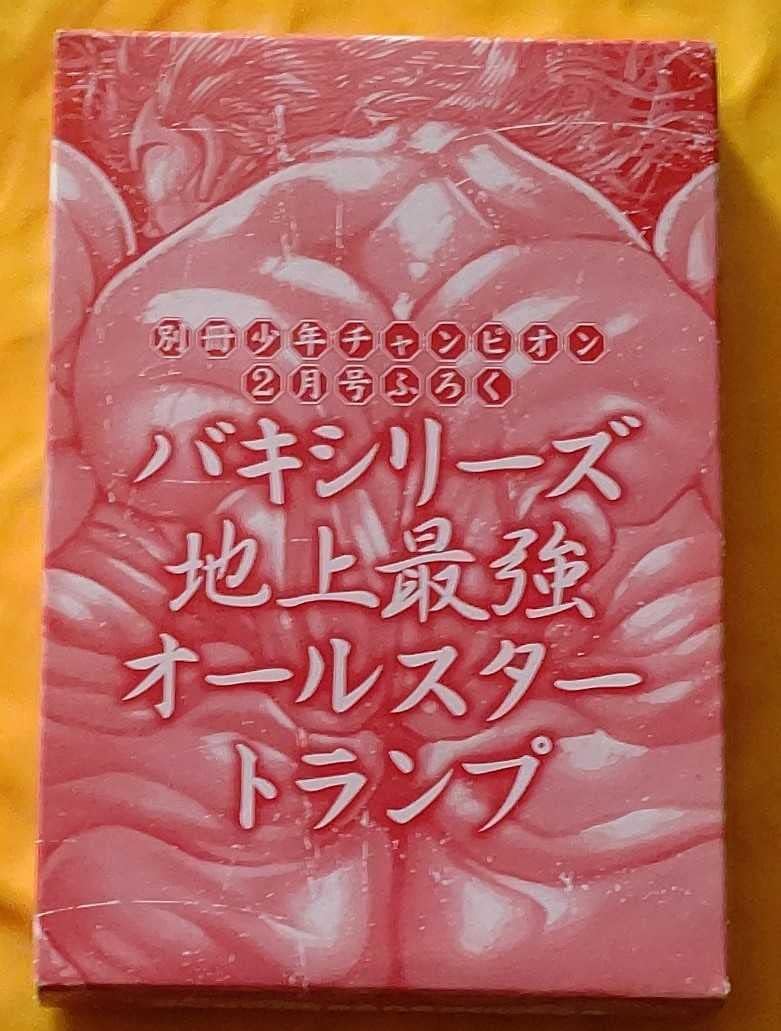 別冊少年チャンピオン
2月号ふろく
バキシリーズ
地上最強
オールスター
トランプ